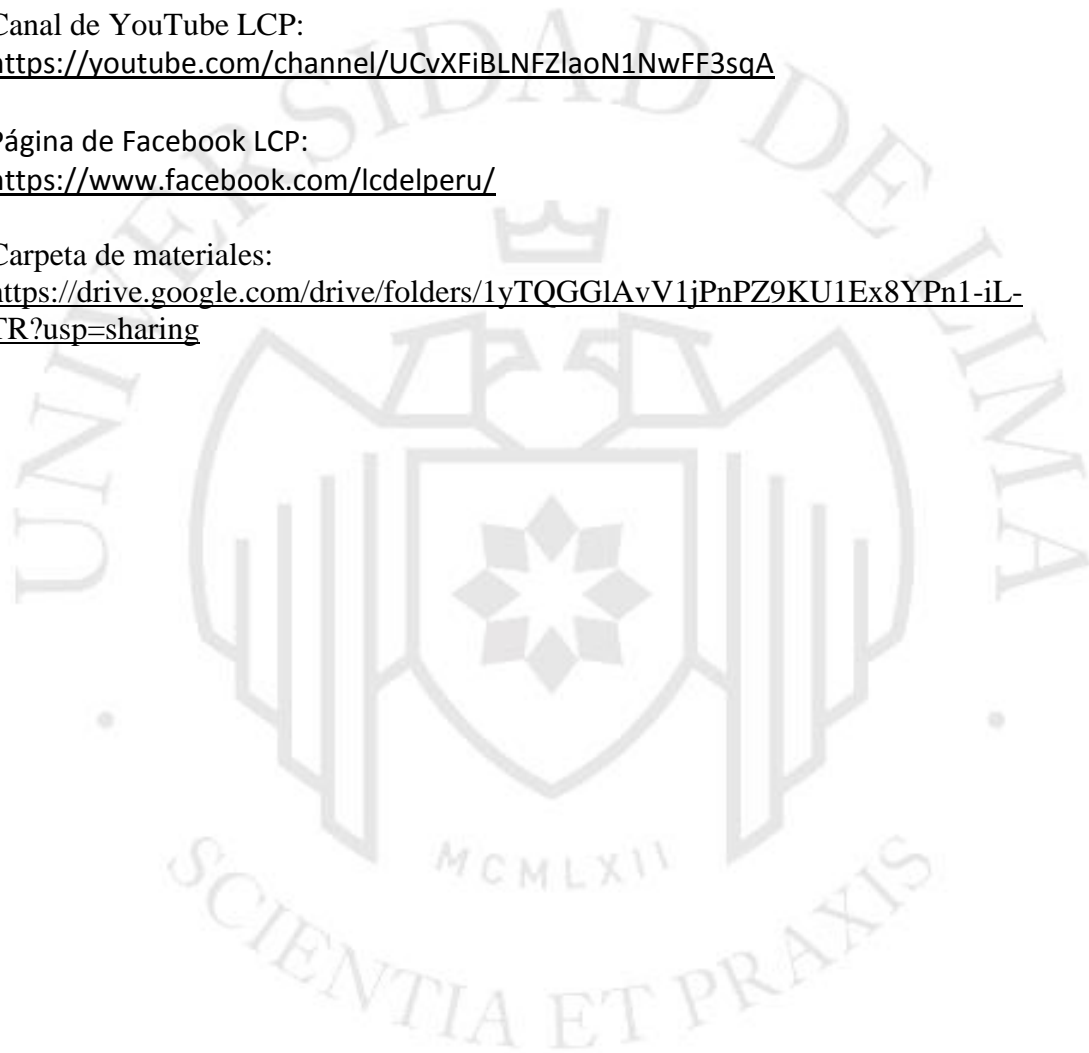 Canal de YouTube LCP:
https://youtube.com/channel/UCvXFiBLNFZlaoN1NwFF3sqA
Página de Facebook LCP:
https://www.facebook.com/lcdelperu/
Carpeta de materiales:
https://drive.google.com/drive/folders/1yTQGGlAvV1jPnPZ9KU1Ex8YPn1-iL-
TR?usp=sharing
UNIVERSIDAD DE LIMA
MCMLXII
SCIENTIA ET PRAXIS